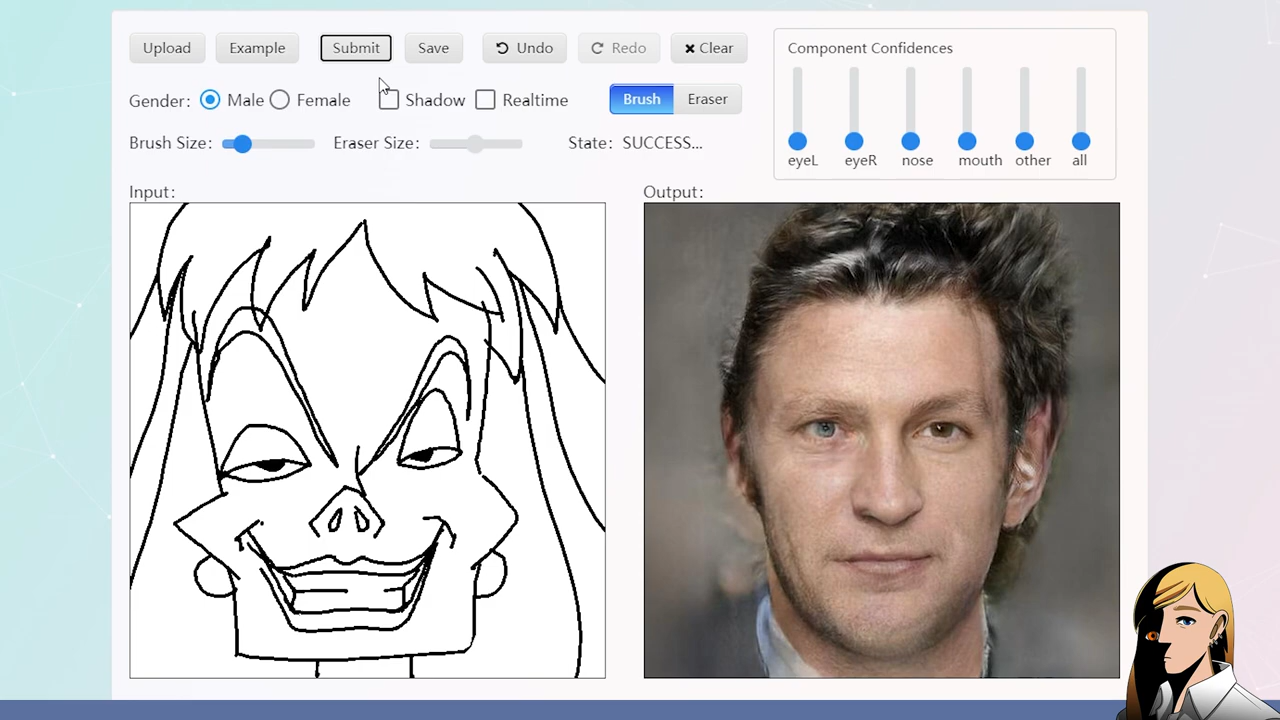 Upload Example Submit Save Undo Redo Clear
Component Confidences
Gender: Male Female Shadow Realtime Brush Eraser
Brush Size: Eraser Size: State: SUCCESS...
eyeL eyeR nose mouth other all
Input: Output: